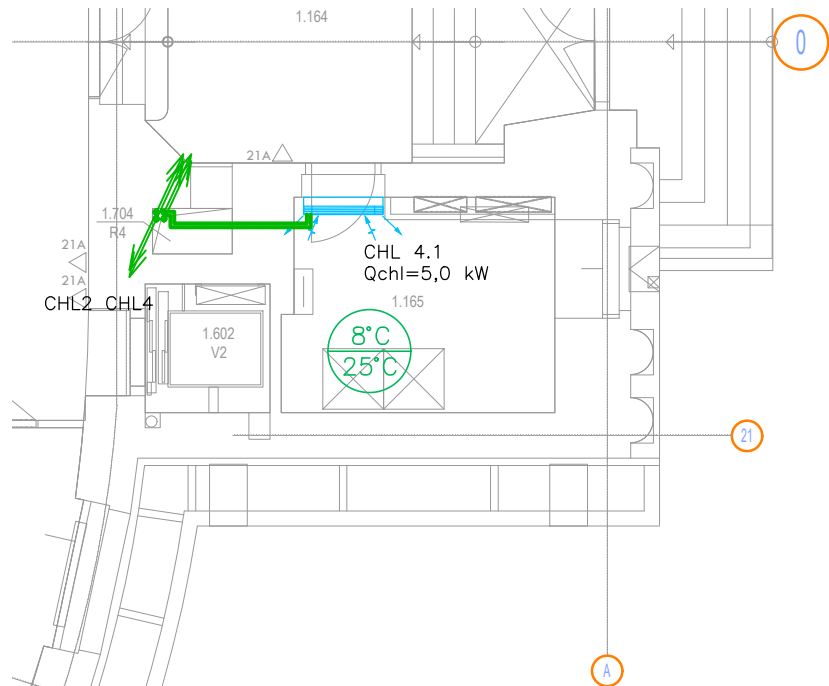 1.164
0
21A
1.704
R4
21A
21A
CHL 4.1
Qchl=5,0 kW
CHL2 CHL4
1.165
1.602
V2
8°C
25°C
21
A